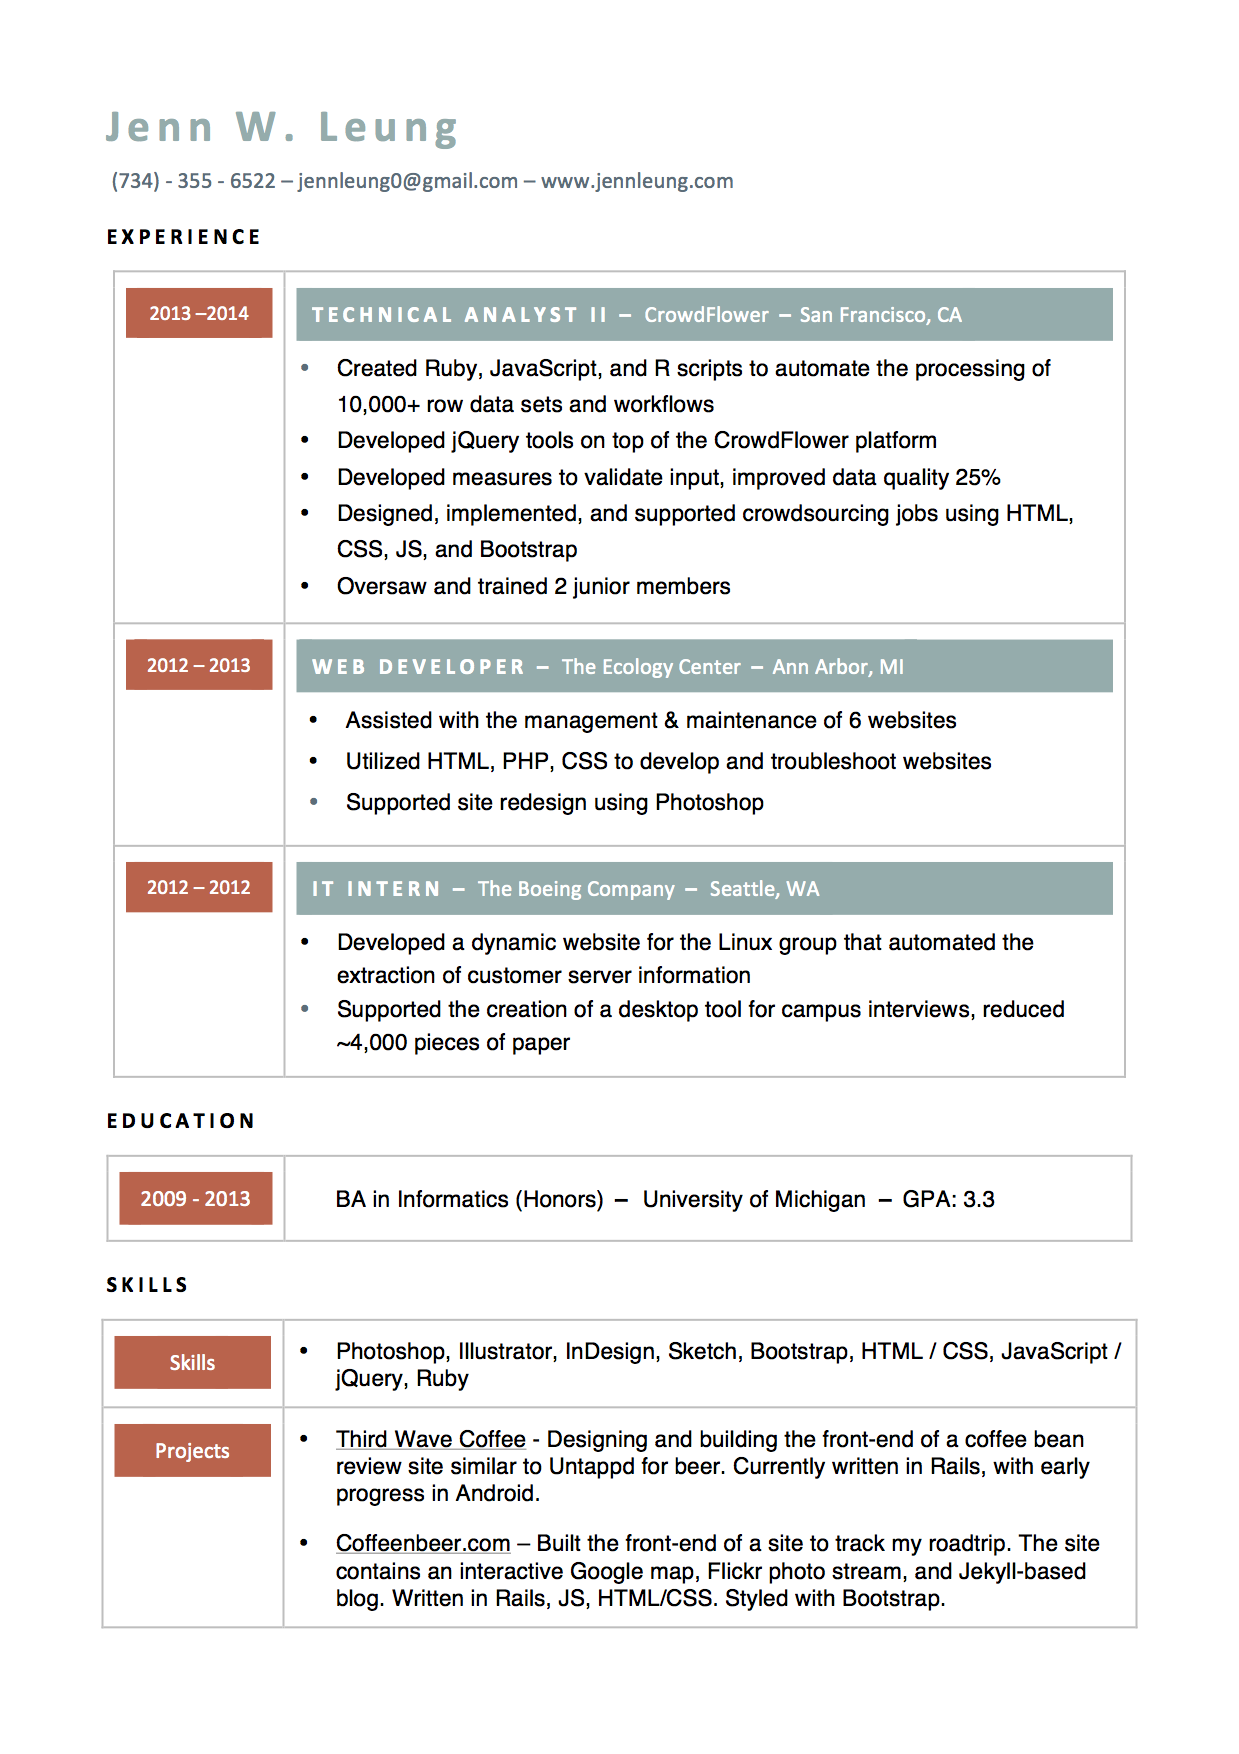 Jenn W. Leung
(734) - 355 - 6522 – jennleung0@gmail.com – www.jennleung.com
EXPERIENCE
2013 –2014
TECHNICAL ANALYST II – CrowdFlower – San Francisco, CA
• Created Ruby, JavaScript, and R scripts to automate the processing of
10,000+ row data sets and workflows
• Developed jQuery tools on top of the CrowdFlower platform
• Developed measures to validate input, improved data quality 25%
• Designed, implemented, and supported crowdsourcing jobs using HTML,
CSS, JS, and Bootstrap
• Oversaw and trained 2 junior members
2012 – 2013
WEB DEVELOPER – The Ecology Center – Ann Arbor, MI
• Assisted with the management & maintenance of 6 websites
• Utilized HTML, PHP, CSS to develop and troubleshoot websites
• Supported site redesign using Photoshop
2012 – 2012
IT INTERN – The Boeing Company – Seattle, WA
• Developed a dynamic website for the Linux group that automated the
extraction of customer server information
• Supported the creation of a desktop tool for campus interviews, reduced
~4,000 pieces of paper
EDUCATION
2009 - 2013
BA in Informatics (Honors) – University of Michigan – GPA: 3.3
SKILLS
Skills
• Photoshop, Illustrator, InDesign, Sketch, Bootstrap, HTML / CSS, JavaScript /
jQuery, Ruby
Projects
• Third Wave Coffee - Designing and building the front-end of a coffee bean
review site similar to Untappd for beer. Currently written in Rails, with early
progress in Android.
• Coffeenbeer.com – Built the front-end of a site to track my roadtrip. The site
contains an interactive Google map, Flickr photo stream, and Jekyll-based
blog. Written in Rails, JS, HTML/CSS. Styled with Bootstrap.